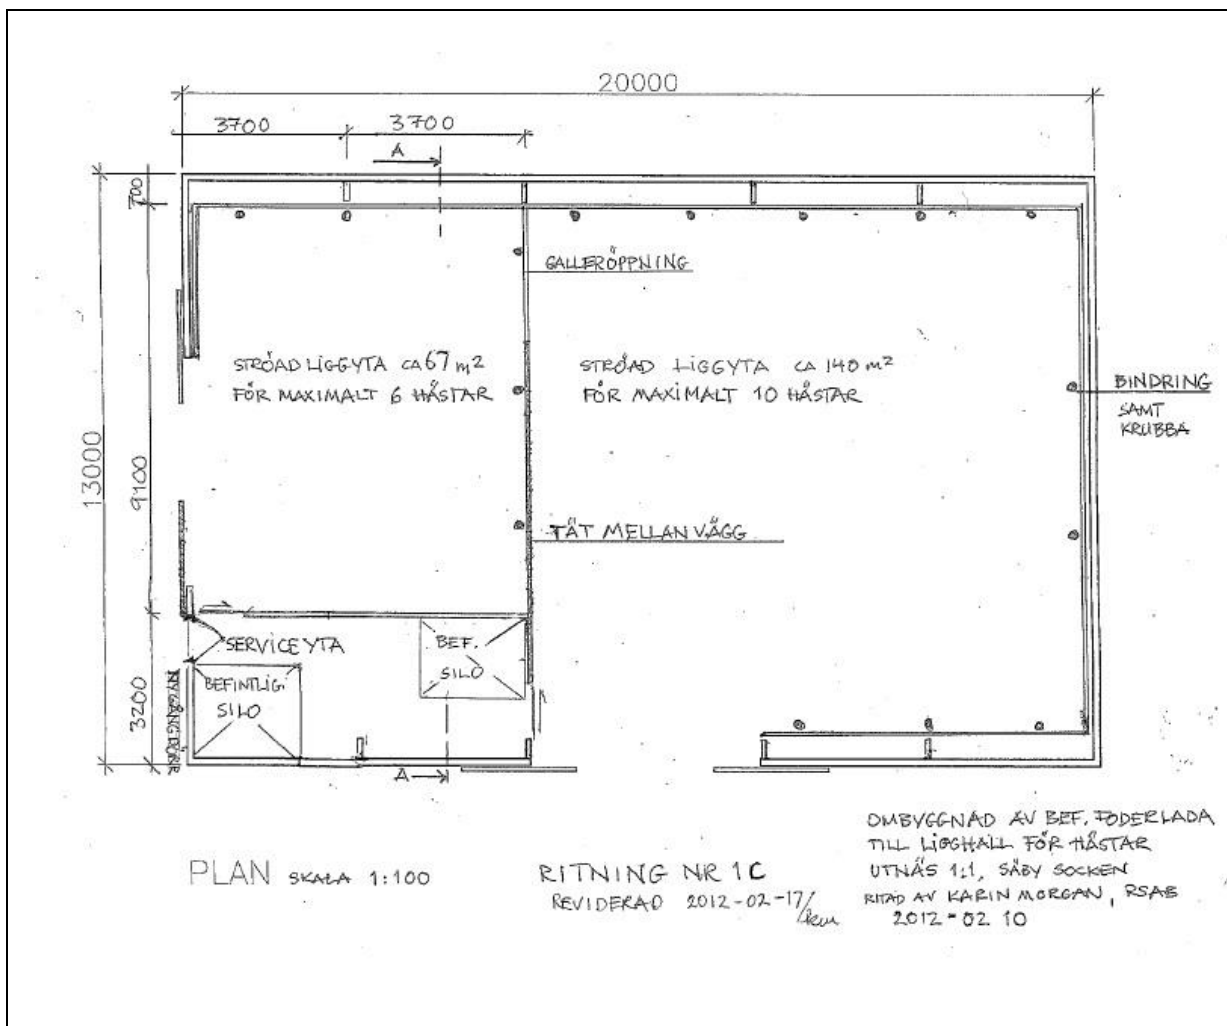 20000
3700
3700
A
700
13000
9100
3200
GALLERÖPPNING
STRÖAD LIGGYTA CA 67 m2
FÖR MAXIMALT 6 HÄSTAR
STRÖAD LIGGYTA CA 140 m2
FÖR MAXIMALT 10 HÄSTAR
BINDRING
SAMT
KRUBBA
TÄT MELLANVÄGG
SERVICEYTA
BEF.
SILO
BEFINTLIG
SILO
NY GÅNGDÖRR
A
PLAN SKALA 1:100
RITNING NR 1C
REVIDERAD 2012-02-17/km
OMBYGGNAD AV BEF. FODERLADA
TILL LIGGHALL FÖR HÄSTAR
UTNÄS 1:1, SÄBY SOCKEN
RITAD AV KARIN MORGAN, RSAB
2012-02 10